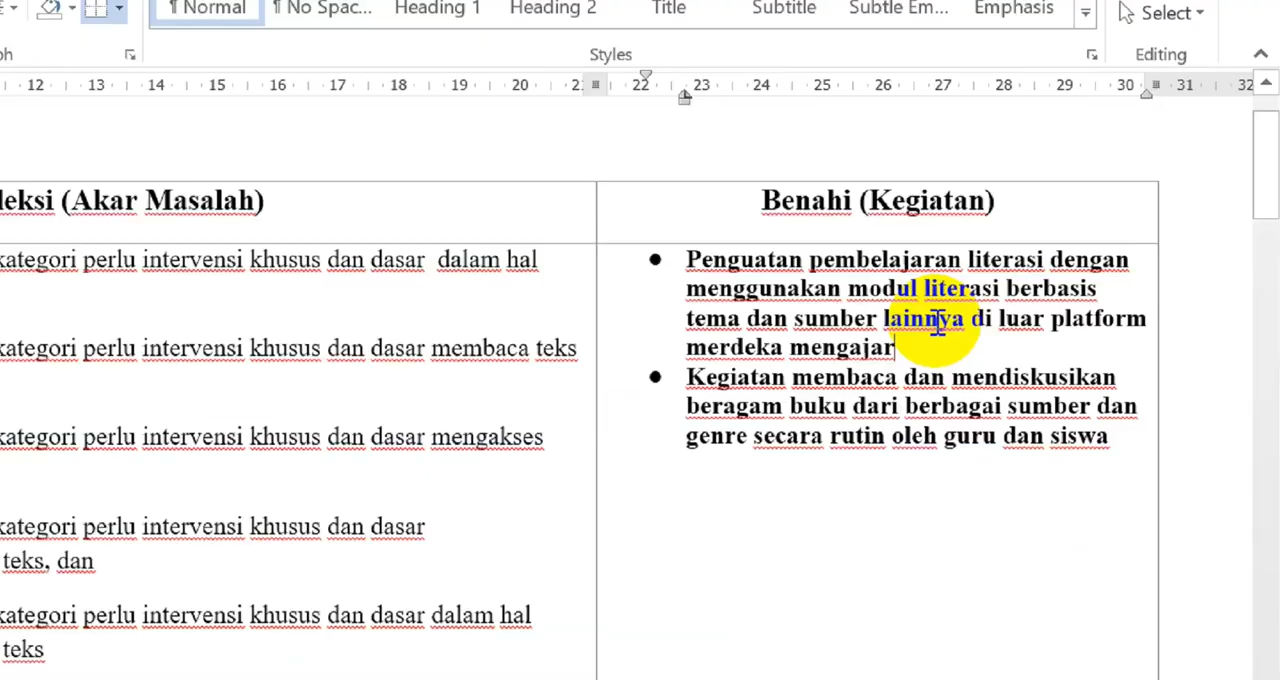 ¶ Normal ¶ No Spac... Heading 1 Heading 2 Title Subtitle Subtle Em... Emphasis Select
Styles Editing
12 13 14 15 16 17 18 19 20 22 23 24 25 26 27 28 29 30 31 32
(Akar Masalah) Benahi (Kegiatan)
kategori perlu intervensi khusus dan dasar dalam hal
kategori perlu intervensi khusus dan dasar membaca teks
kategori perlu intervensi khusus dan dasar mengakses
kategori perlu intervensi khusus dan dasar
teks, dan
kategori perlu intervensi khusus dan dasar dalam hal
teks
● Penguatan pembelajaran literasi dengan
menggunakan modul literasi berbasis
tema dan sumber lainnya di luar platform
merdeka mengajar
● Kegiatan membaca dan mendiskusikan
beragam buku dari berbagai sumber dan
genre secara rutin oleh guru dan siswa